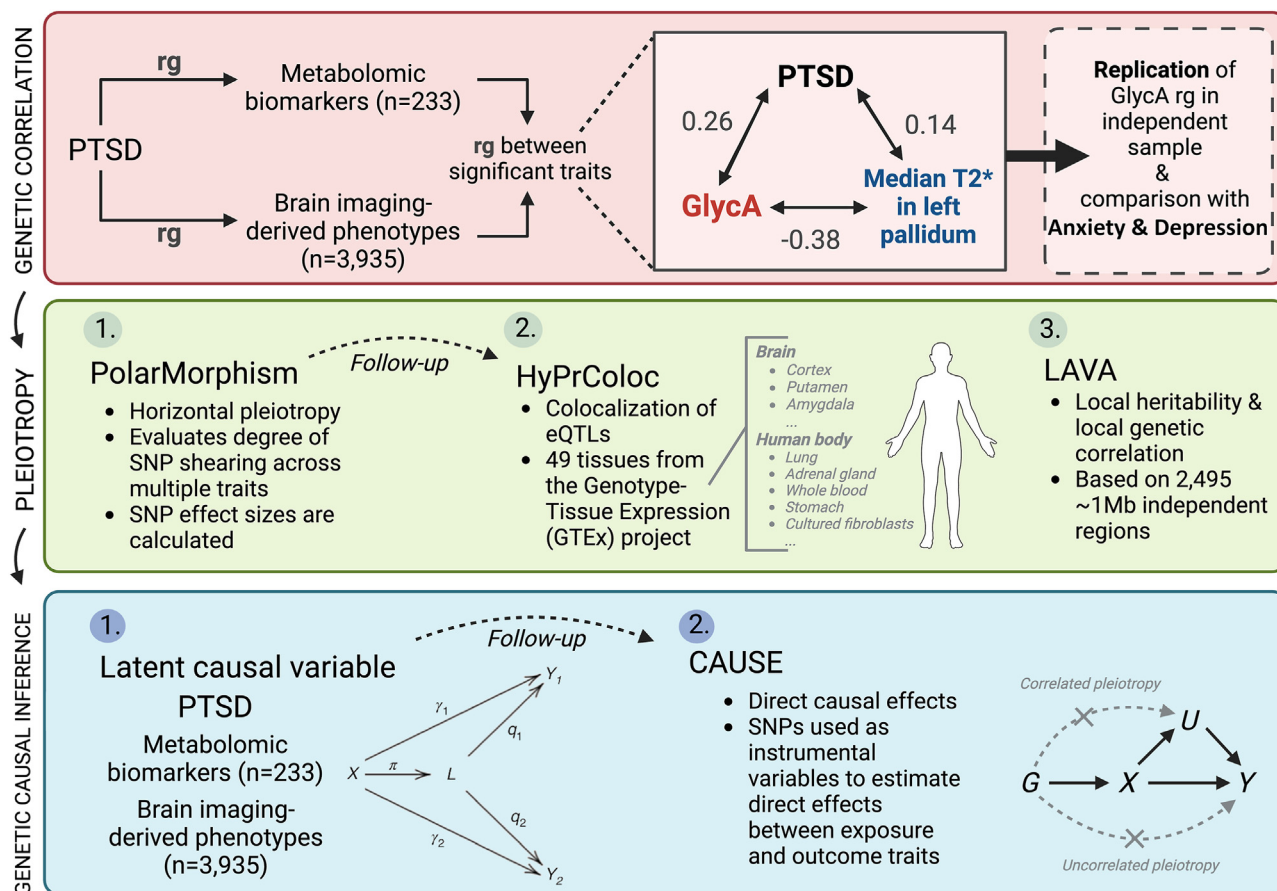 GENETIC CORRELATION
rg
PTSD
Metabolomic
biomarkers (n=233)
rg
Brain imaging-
derived phenotypes
(n=3,935)
rg between
significant traits
PTSD
0.26
0.14
GlycA
Median T2*
in left
pallidum
-0.38
Replication of
GlycA rg in
independent
sample
&
comparison with
Anxiety & Depression
PLEIOTROPY
1.
PolarMorphism
• Horizontal pleiotropy
• Evaluates degree of
SNP shearing across
multiple traits
• SNP effect sizes are
calculated
Follow-up
2.
HyPrColoc
• Colocalization of
eQTLs
• 49 tissues from
the Genotype-
Tissue Expression
(GTEx) project
Brain
• Cortex
• Putamen
• Amygdala
...
Human body
• Lung
• Adrenal gland
• Whole blood
• Stomach
• Cultured fibroblasts
...
3.
LAVA
• Local heritability &
local genetic
correlation
• Based on 2,495
~1Mb independent
regions
GENETIC CAUSAL INFERENCE
1.
Latent causal variable
PTSD
Metabolomic
biomarkers (n=233)
Brain imaging-
derived phenotypes
(n=3,935)
Y1
γ1
q1
X
π
L
q2
γ2
Y2
Follow-up
2.
CAUSE
• Direct causal effects
• SNPs used as
instrumental
variables to estimate
direct effects
between exposure
and outcome traits
Correlated pleiotropy
U
G
X
Y
Uncorrelated pleiotropy